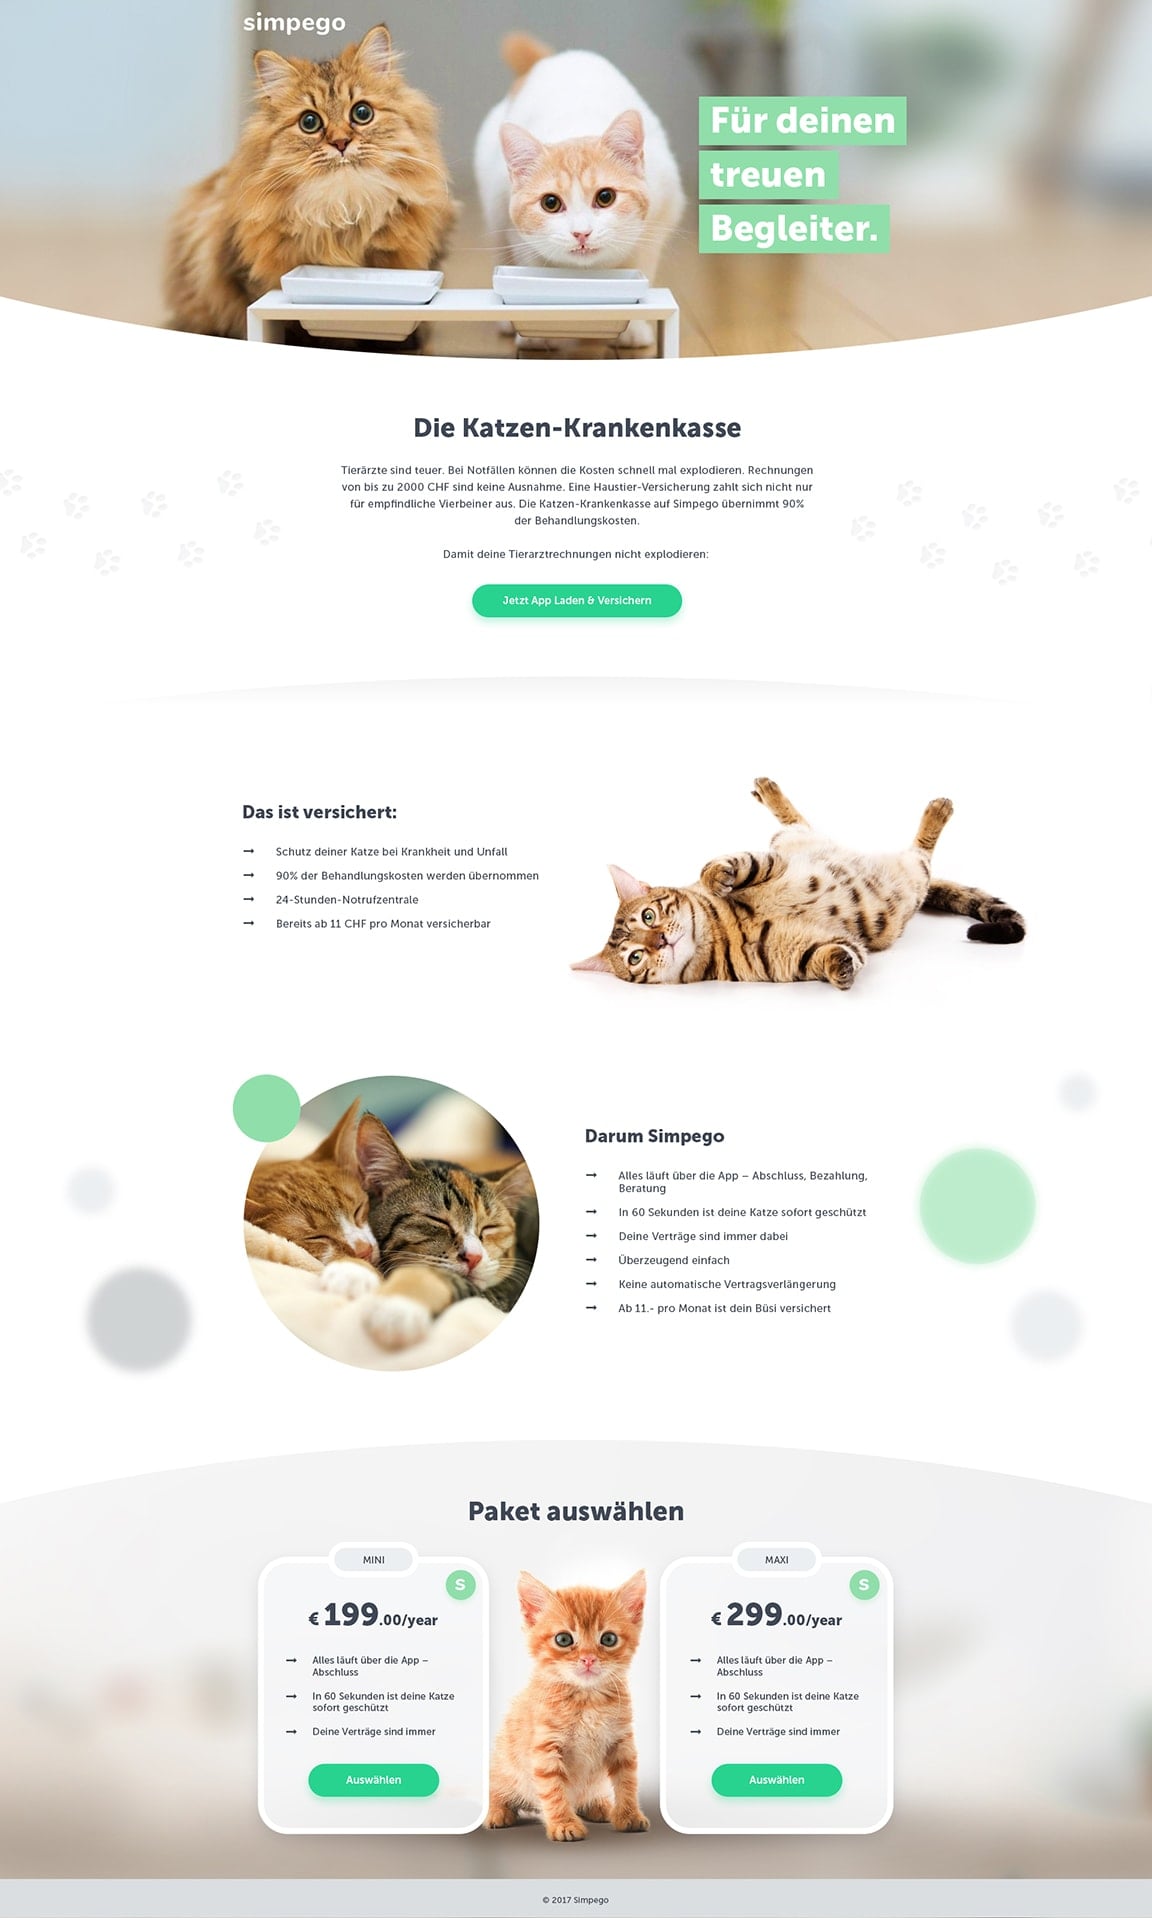 simpego
Für deinen
treuen
Begleiter.
Die Katzen-Krankenkasse
Tierärzte sind teuer. Bei Notfällen können die Kosten schnell mal explodieren. Rechnungen
von bis zu 2000 CHF sind keine Ausnahme. Eine Haustier-Versicherung zahlt sich nicht nur
für empfindliche Vierbeiner aus. Die Katzen-Krankenkasse auf Simpego übernimmt 90%
der Behandlungskosten.
Damit deine Tierarztrechnungen nicht explodieren:
Jetzt App Laden & Versichern
Das ist versichert:
Schutz deiner Katze bei Krankheit und Unfall
90% der Behandlungskosten werden übernommen
24-Stunden-Notrufzentrale
Bereits ab 11 CHF pro Monat versicherbar
Darum Simpego
Alles läuft über die App – Abschluss, Bezahlung,
Beratung
In 60 Sekunden ist deine Katze sofort geschützt
Deine Verträge sind immer dabei
Überzeugend einfach
Keine automatische Vertragsverlängerung
Ab 11.- pro Monat ist dein Büsi versichert
Paket auswählen
MINI
S
€ 199.00/year
Alles läuft über die App –
Abschluss
In 60 Sekunden ist deine Katze
sofort geschützt
Deine Verträge sind immer
Auswählen
MAXI
S
€ 299.00/year
Alles läuft über die App –
Abschluss
In 60 Sekunden ist deine Katze
sofort geschützt
Deine Verträge sind immer
Auswählen
© 2017 Simpego